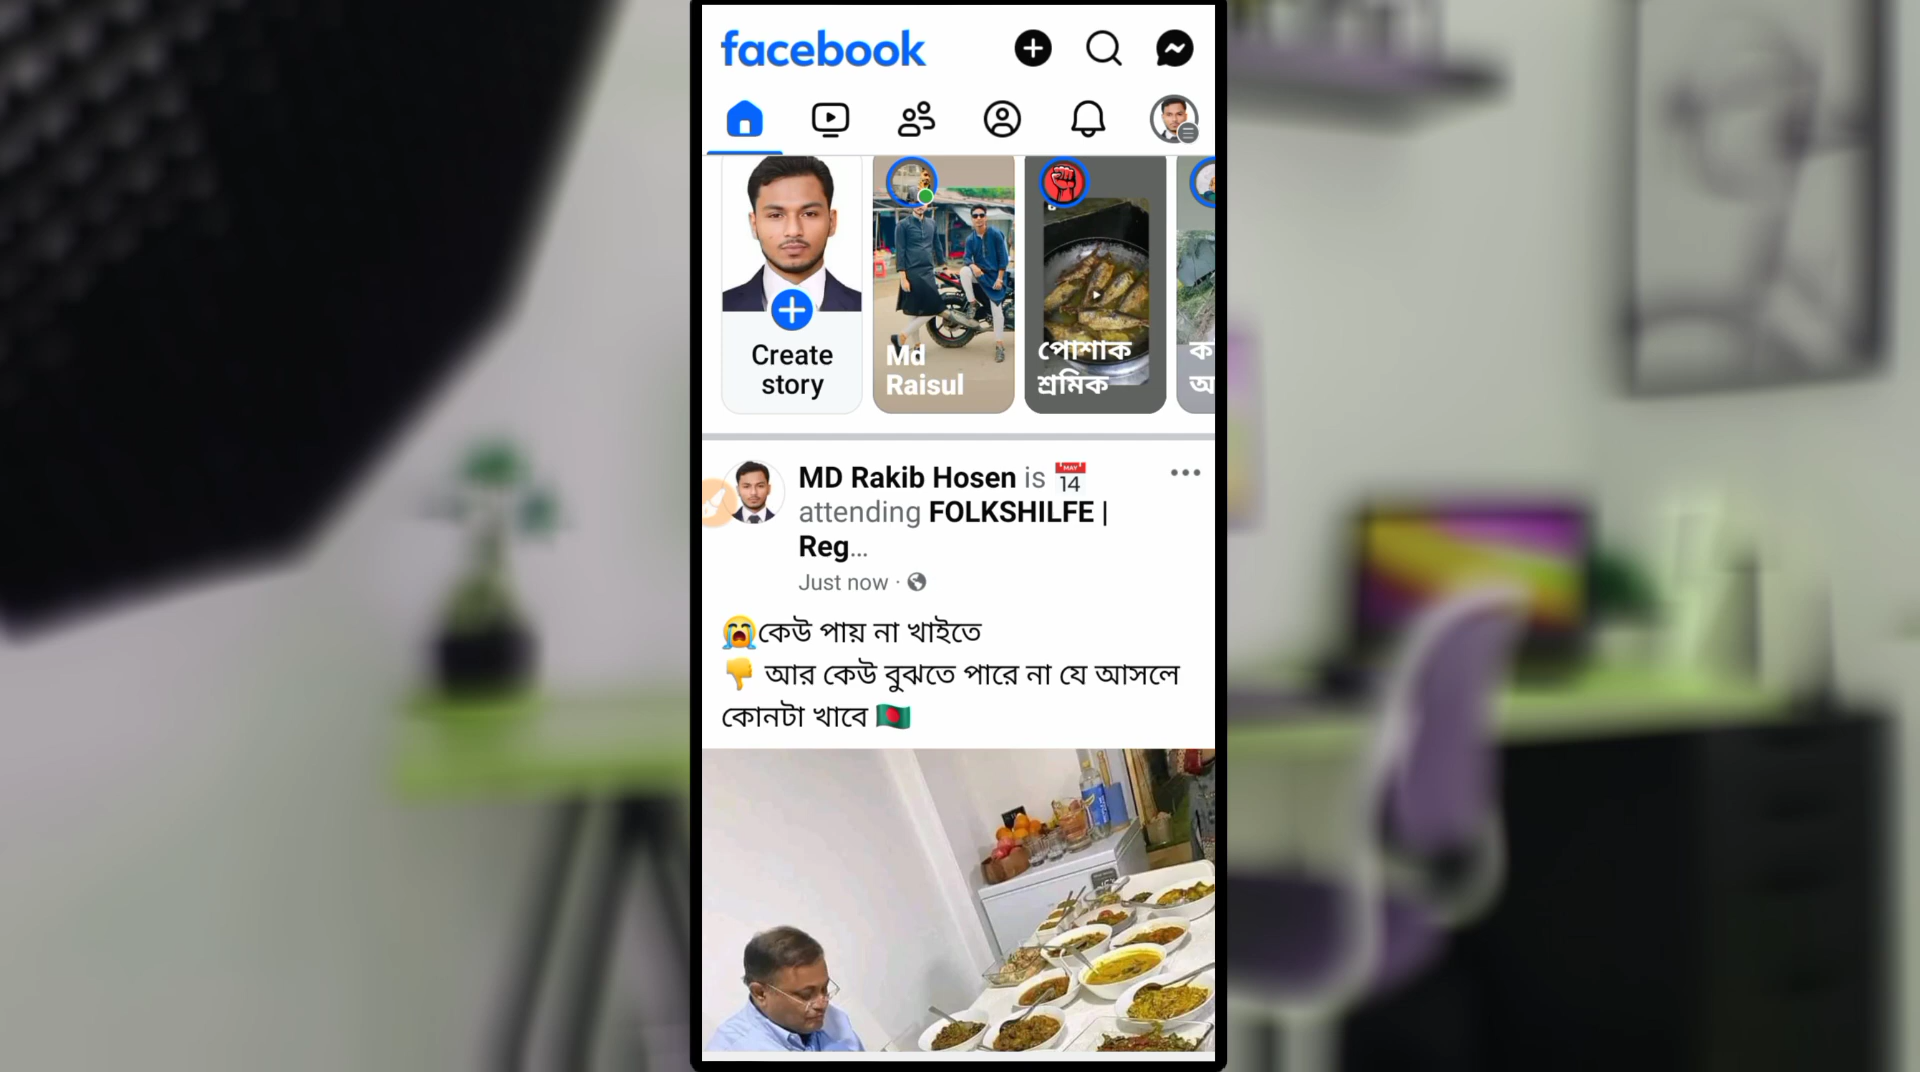 facebook
Create
story
Md
Raisul
পোশাক
শ্রমিক
ক
অ
MD Rakib Hosen is
MAY
14
attending FOLKSHILFE |
Reg...
Just now ·
😭কেউ পায় না খাইতে
👎 আর কেউ বুঝতে পারে না যে আসলে
কোনটা খাবে 🇧🇩